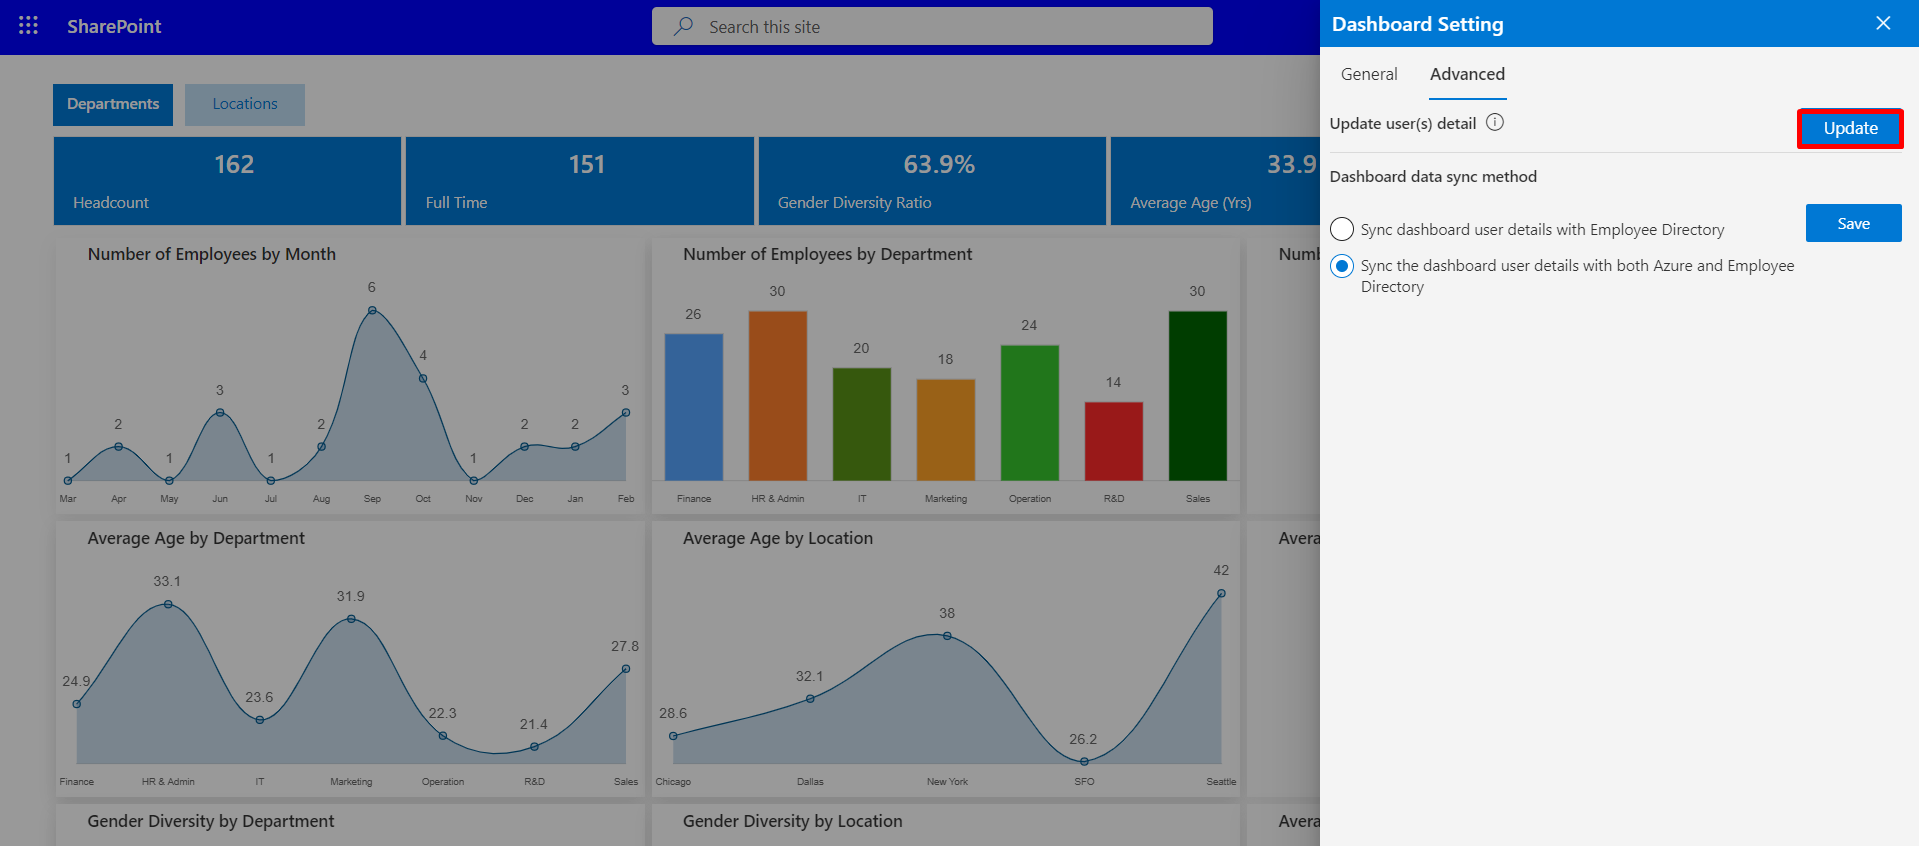 SharePoint
Search this site
Dashboard Setting
General
Advanced
Update user(s) detail
Update
Dashboard data sync method
Sync dashboard user details with Employee Directory
Save
Sync the dashboard user details with both Azure and Employee
Directory
Departments
Locations
162
Headcount
151
Full Time
63.9%
Gender Diversity Ratio
33.9
Average Age (Yrs)
Number of Employees by Month
1
2
1
3
1
2
6
4
1
2
2
3
Mar Apr May Jun Jul Aug Sep Oct Nov Dec Jan Feb
Number of Employees by Department
26
30
20
18
24
14
30
Finance HR & Admin IT Marketing Operation R&D Sales
Average Age by Department
24.9
33.1
23.6
31.9
22.3
21.4
27.8
Finance HR & Admin IT Marketing Operation R&D Sales
Average Age by Location
28.6
32.1
38
26.2
42
Chicago Dallas New York SFO Seattle
Gender Diversity by Department
Gender Diversity by Location